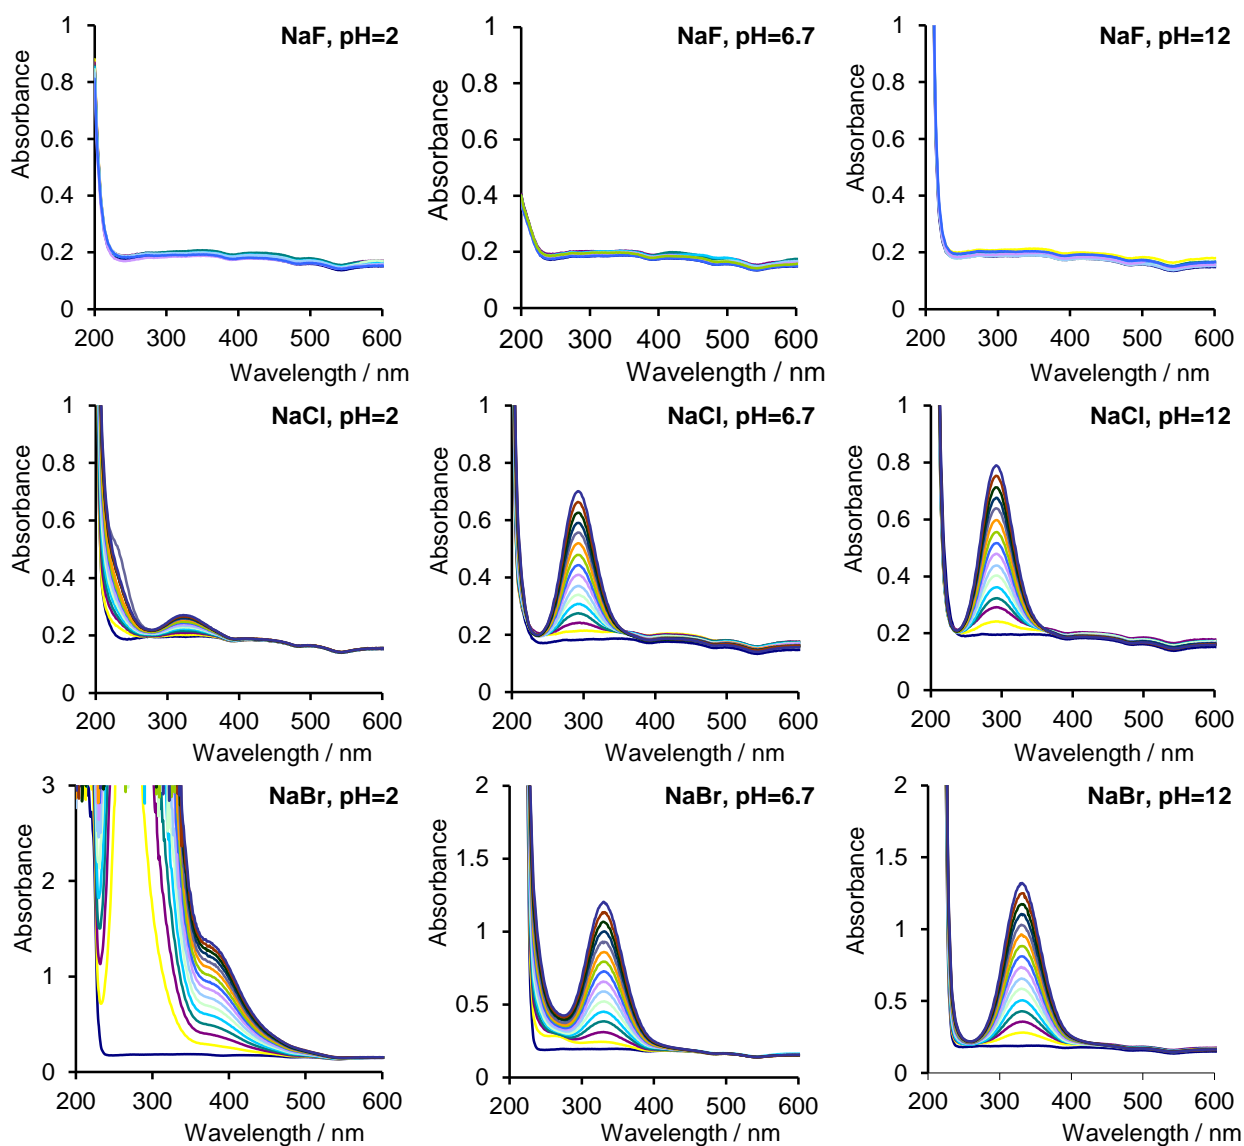 NaF, pH=2
Absorbance
1
0.8
0.6
0.4
0.2
0
200 300 400 500 600
Wavelength / nm
NaF, pH=6.7
Absorbance
1
0.8
0.6
0.4
0.2
0
200 300 400 500 600
Wavelength / nm
NaF, pH=12
Absorbance
1
0.8
0.6
0.4
0.2
0
200 300 400 500 600
Wavelength / nm
NaCl, pH=2
Absorbance
1
0.8
0.6
0.4
0.2
0
200 300 400 500 600
Wavelength / nm
NaCl, pH=6.7
Absorbance
1
0.8
0.6
0.4
0.2
0
200 300 400 500 600
Wavelength / nm
NaCl, pH=12
Absorbance
1
0.8
0.6
0.4
0.2
0
200 300 400 500 600
Wavelength / nm
NaBr, pH=2
Absorbance
3
2
1
0
200 300 400 500 600
Wavelength / nm
NaBr, pH=6.7
Absorbance
2
1.5
1
0.5
0
200 300 400 500 600
Wavelength / nm
NaBr, pH=12
Absorbance
2
1.5
1
0.5
0
200 300 400 500 600
Wavelength / nm